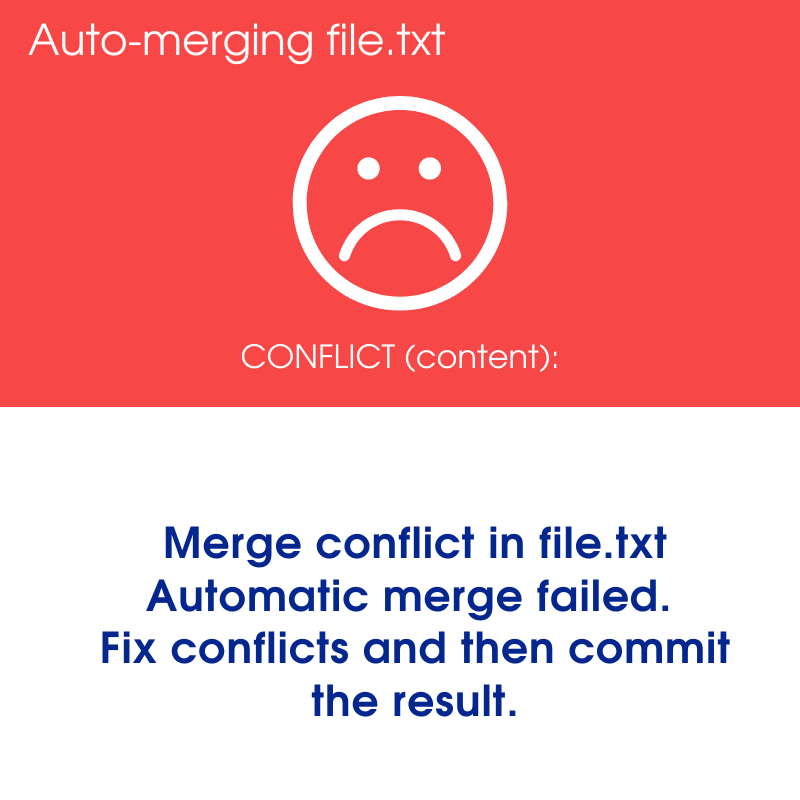 Auto-merging file.txt
CONFLICT (content):
Merge conflict in file.txt
Automatic merge failed.
Fix conflicts and then commit
the result.